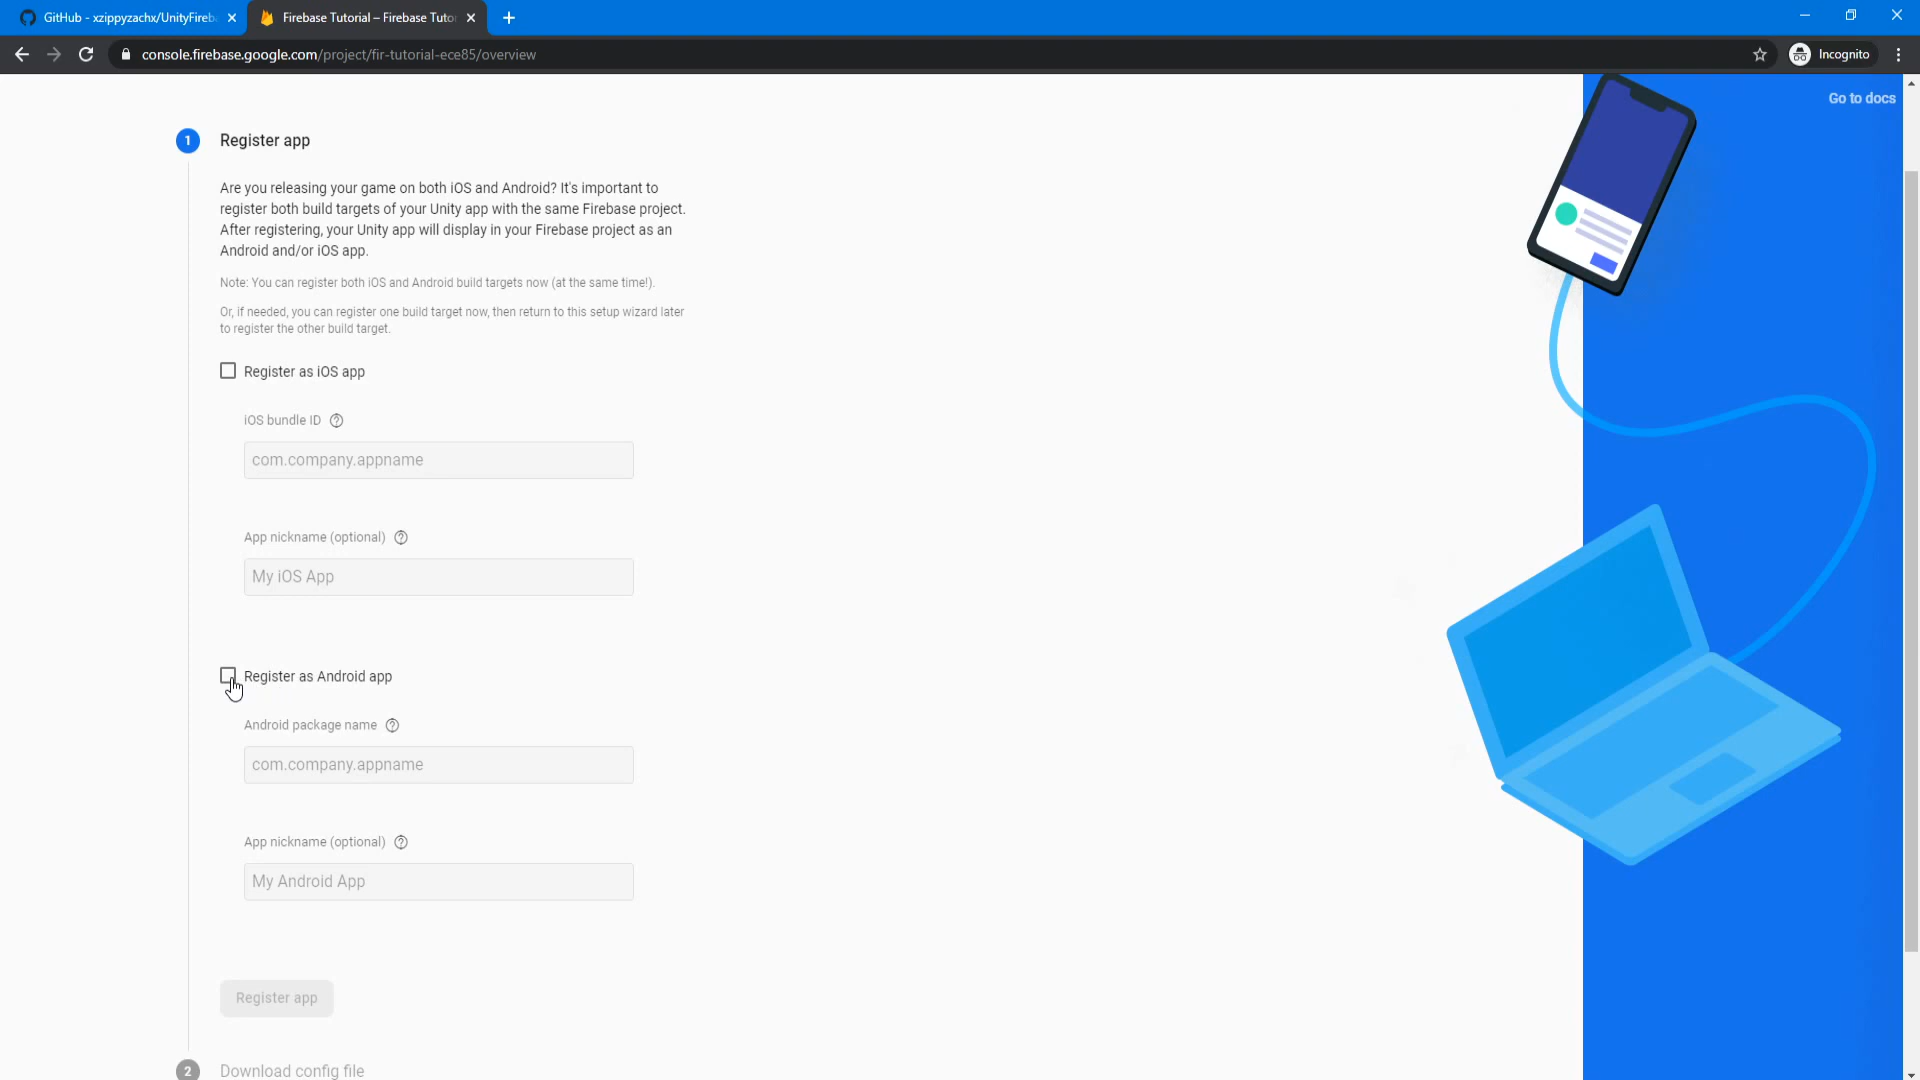 GitHub - xzippyzachx/UnityFireb
Firebase Tutorial – Firebase Tuto
console.firebase.google.com/project/fir-tutorial-ece85/overview
Incognito
Go to docs
1 Register app
Are you releasing your game on both iOS and Android? It's important to
register both build targets of your Unity app with the same Firebase project.
After registering, your Unity app will display in your Firebase project as an
Android and/or iOS app.
Note: You can register both iOS and Android build targets now (at the same time!).
Or, if needed, you can register one build target now, then return to this setup wizard later
to register the other build target.
Register as iOS app
iOS bundle ID
com.company.appname
App nickname (optional)
My iOS App
Register as Android app
Android package name
com.company.appname
App nickname (optional)
My Android App
Register app
2 Download config file